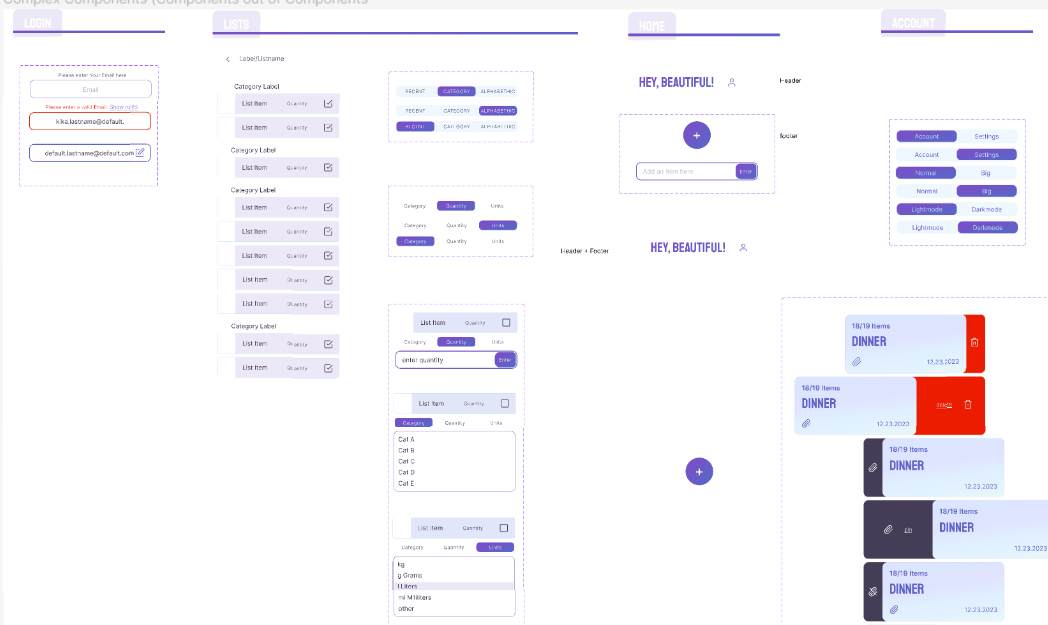 Complex Components (Components out of Components
LOGIN
Please enter Your Email here
Email
Please enter a valid Email. Show rules
kika.lastname@default.
default.lastname@default.com
LISTS
Label/Listname
Category Label
List Item Quantity
List Item Quantity
Category Label
List Item Quantity
Category Label
List Item Quantity
List Item Quantity
List Item Quantity
List Item Quantity
List Item Quantity
Category Label
List Item Quantity
List Item Quantity
RECENT CATEGORY ALPHABETHIC
RECENT CATEGORY ALPHABETHIC
RECENT CATEGORY ALPHABETHIC
Category Quantity Units
Category Quantity Units
Category Quantity Units
List Item Quantity
Category Quantity Units
enter quantity Enter
List Item Quantity
Category Quantity Units
Cat A
Cat B
Cat C
Cat D
Cat E
List Item Quantity
Category Quantity Units
kg
g Grams
l Liters
ml Milliliters
other
HOME
HEY, BEAUTIFUL!
Header
footer
Add an item here Enter
Header + Footer
HEY, BEAUTIFUL!
ACCOUNT
Account Settings
Account Settings
Normal Big
Normal Big
Lightmode Darkmode
Lightmode Darkmode
18/19 Items
DINNER
12.23.2023
18/19 Items
DINNER
12.23.2023
delete
18/19 Items
DINNER
12.23.2023
pin
18/19 Items
DINNER
12.23.2023
18/19 Items
DINNER
12.23.2023